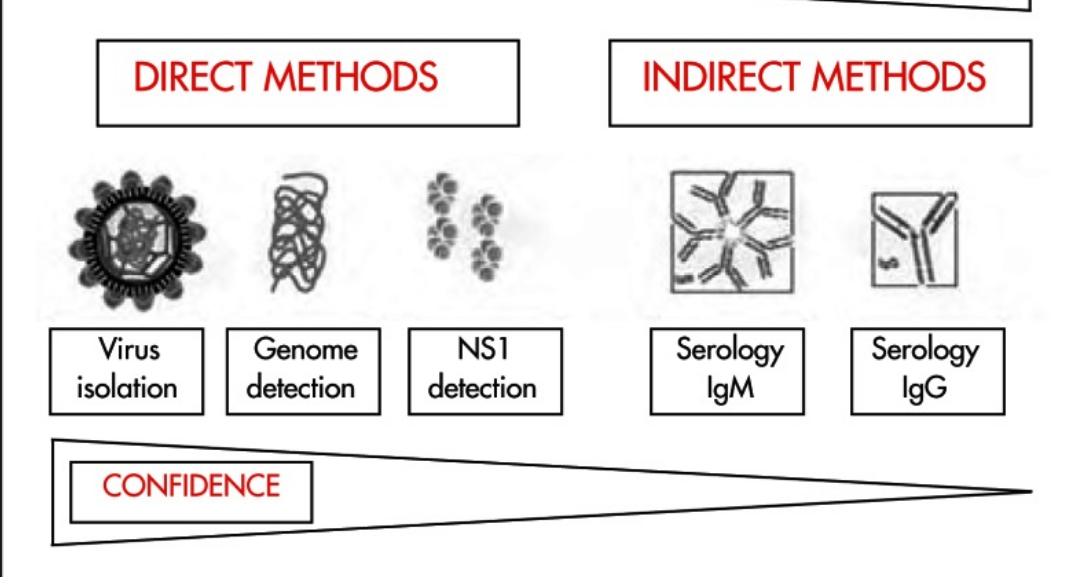 DIRECT METHODS
INDIRECT METHODS
Virus
isolation
Genome
detection
NS1
detection
Serology
IgM
Serology
IgG
CONFIDENCE